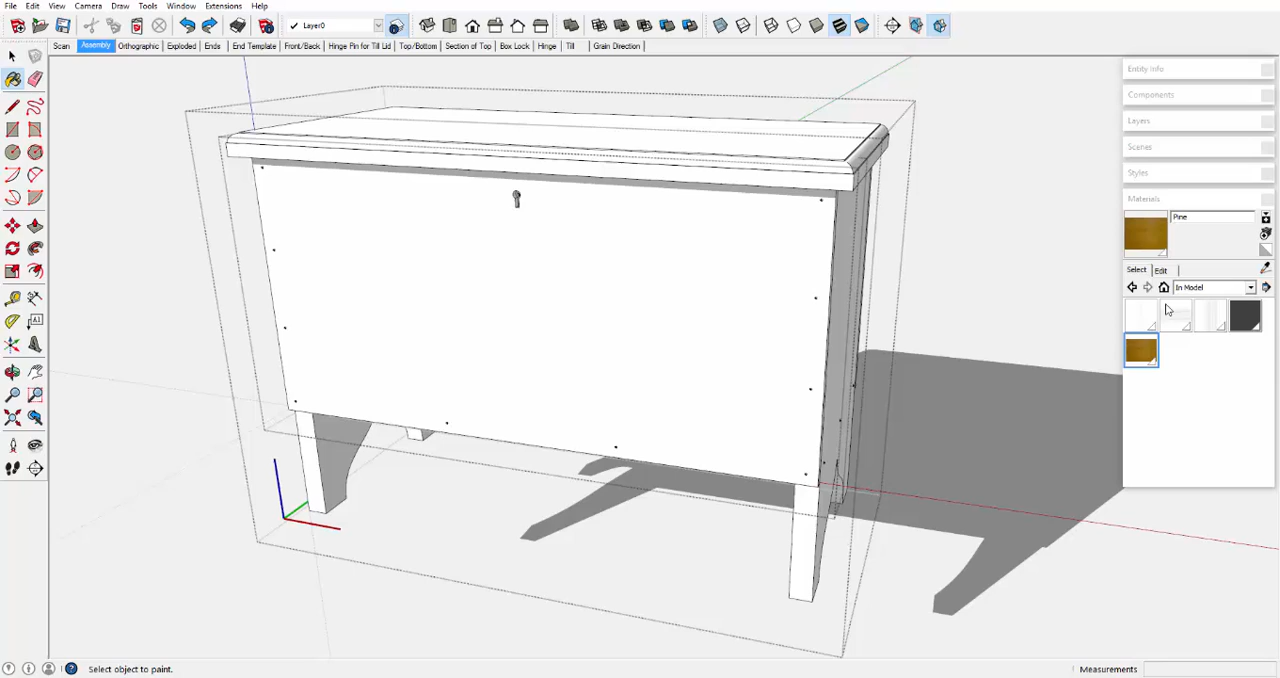 File Edit View Camera Draw Tools Window Extensions Help
Layer0
Scan Assembly Orthographic Exploded Ends End Template Front/Back Hinge Pin for Till Lid Top/Bottom Section of Top Box Lock Hinge Till Grain Direction
Entity Info
Components
Layers
Scenes
Styles
Materials
Pine
Select Edit
In Model
Select object to paint.
Measurements